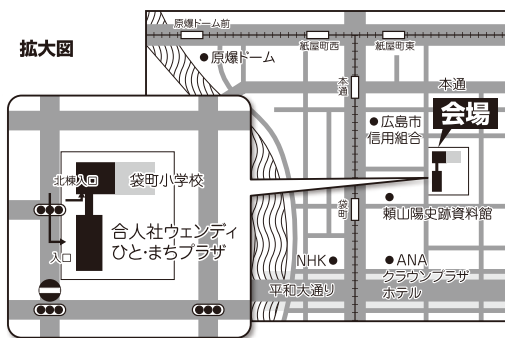 拡大図
原爆ドーム前
紙屋町西
紙屋町東
原爆ドーム
本通
本通
広島市
信用組合
会場
袋町
頼山陽史跡資料館
NHK
ANA
クラウンプラザ
ホテル
平和大通り
北棟入口
袋町小学校
合人社ウェンディ
ひと・まちプラザ
入口